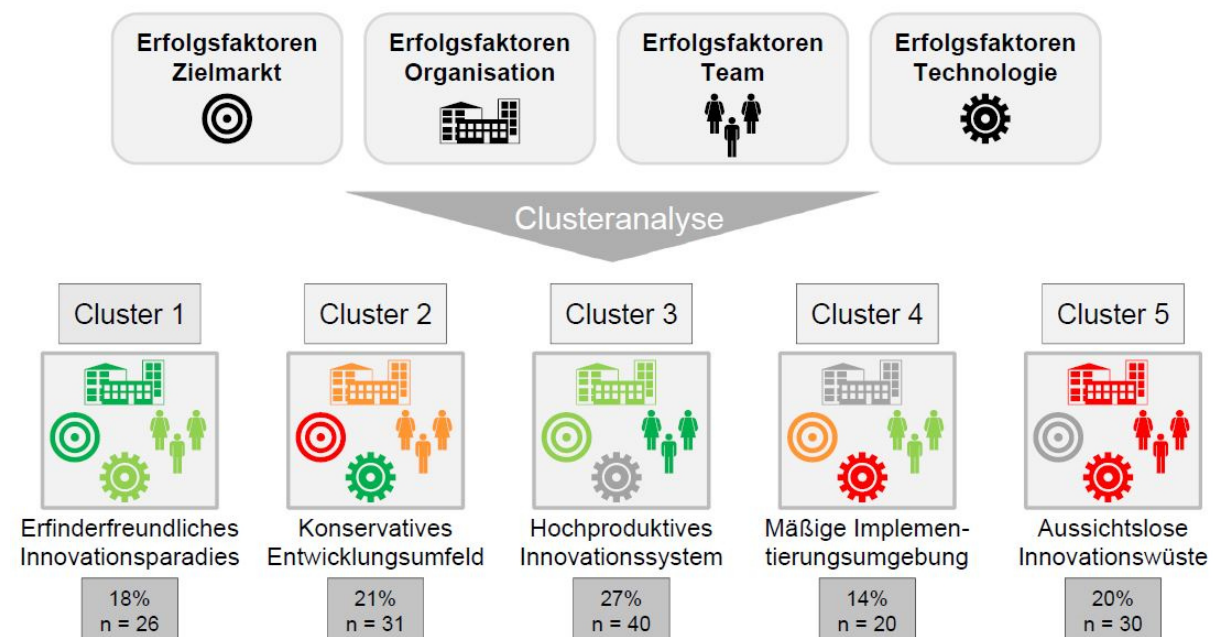 Erfolgsfaktoren
Zielmarkt
Erfolgsfaktoren
Organisation
Erfolgsfaktoren
Team
Erfolgsfaktoren
Technologie
Clusteranalyse
Cluster 1
Cluster 2
Cluster 3
Cluster 4
Cluster 5
Erfinderfreundliches
Innovationsparadies
Konservatives
Entwicklungsumfeld
Hochproduktives
Innovationssystem
Mäßige Implemen-
tierungsumgebung
Aussichtslose
Innovationswüste
18%
n = 26
21%
n = 31
27%
n = 40
14%
n = 20
20%
n = 30